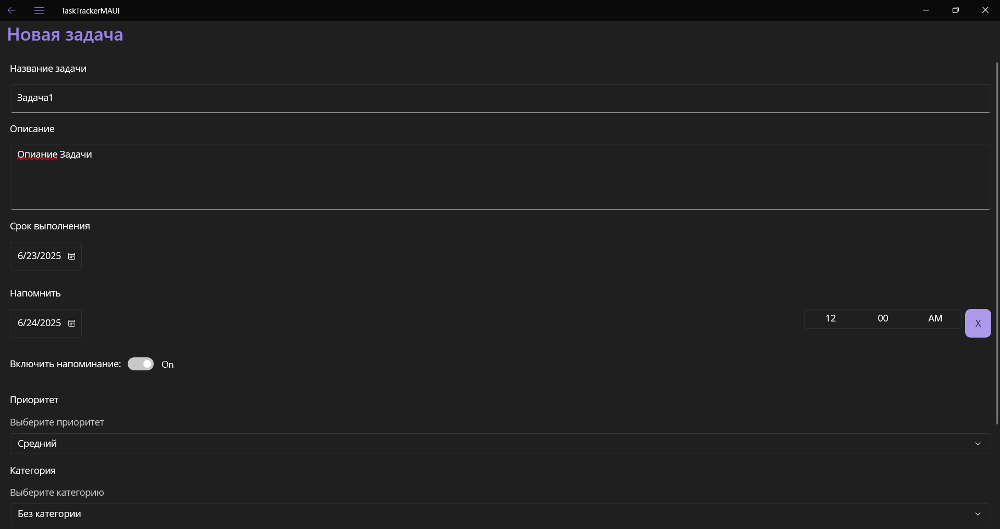 TaskTrackerMAUI
Новая задача
Название задачи
Задача1
Описание
Опиание Задачи
Срок выполнения
6/23/2025
Напомнить
6/24/2025 12 00 AM X
Включить напоминание: On
Приоритет
Выберите приоритет
Средний
Категория
Выберите категорию
Без категории